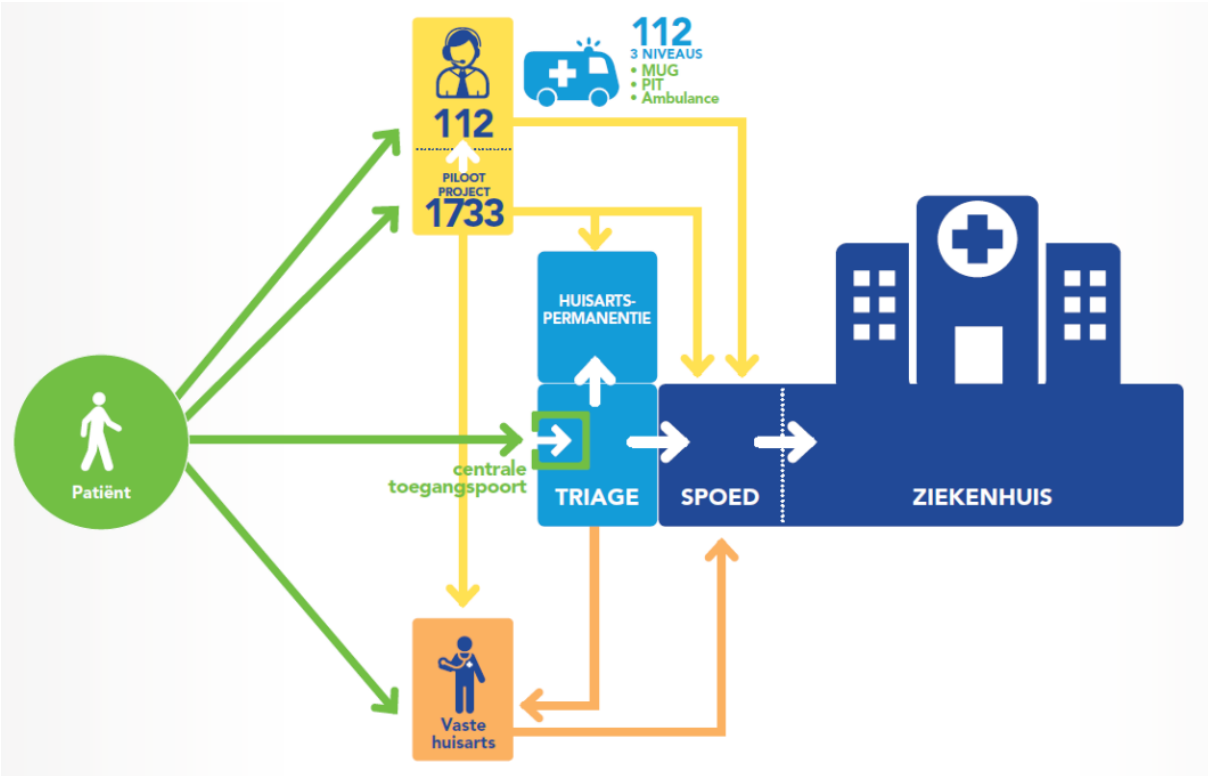 112
3 NIVEAUS
• MUG
• PIT
• Ambulance
112
PILOOT
PROJECT
1733
HUISARTS-
PERMANENTIE
Patiënt
centrale
toegangspoort
TRIAGE
SPOED
ZIEKENHUIS
Vaste
huisarts